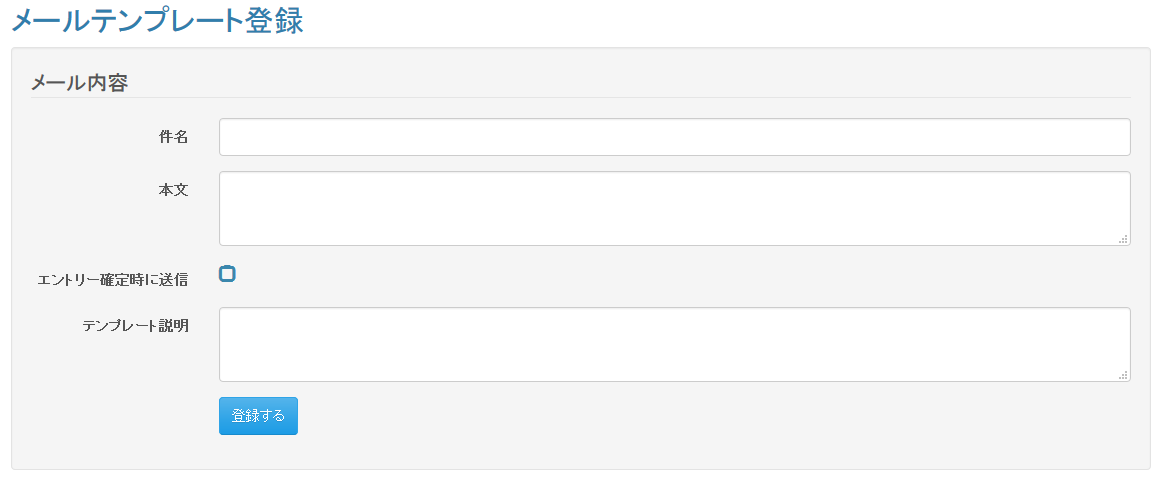 メールテンプレート登録
メール内容
件名
本文
エントリー確定時に送信
テンプレート説明
登録する